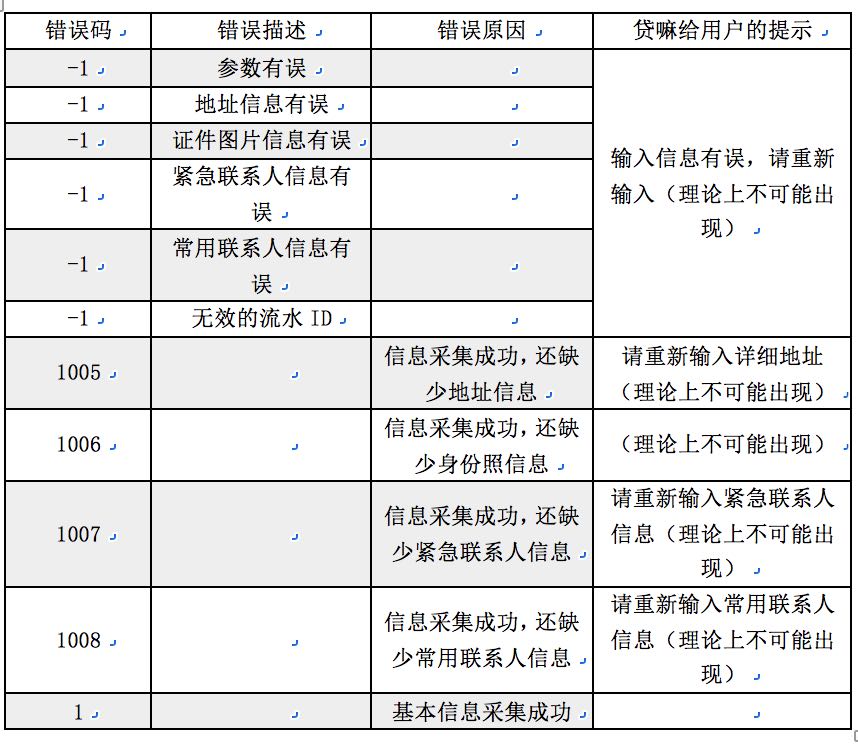 错误码 错误描述 错误原因 贷嘛给用户的提示
-1 参数有误
-1 地址信息有误
-1 证件图片信息有误
-1 紧急联系人信息有
误
-1 常用联系人信息有
误
-1 无效的流水 ID
输入信息有误，请重新
输入（理论上不可能出
现）
1005 信息采集成功，还缺
少地址信息
请重新输入详细地址
（理论上不可能出现）
1006 信息采集成功，还缺
少身份照信息
（理论上不可能出现）
1007 信息采集成功，还缺
少紧急联系人信息
请重新输入紧急联系人
信息（理论上不可能出
现）
1008 信息采集成功，还缺
少常用联系人信息
请重新输入常用联系人
信息（理论上不可能出
现）
1 基本信息采集成功